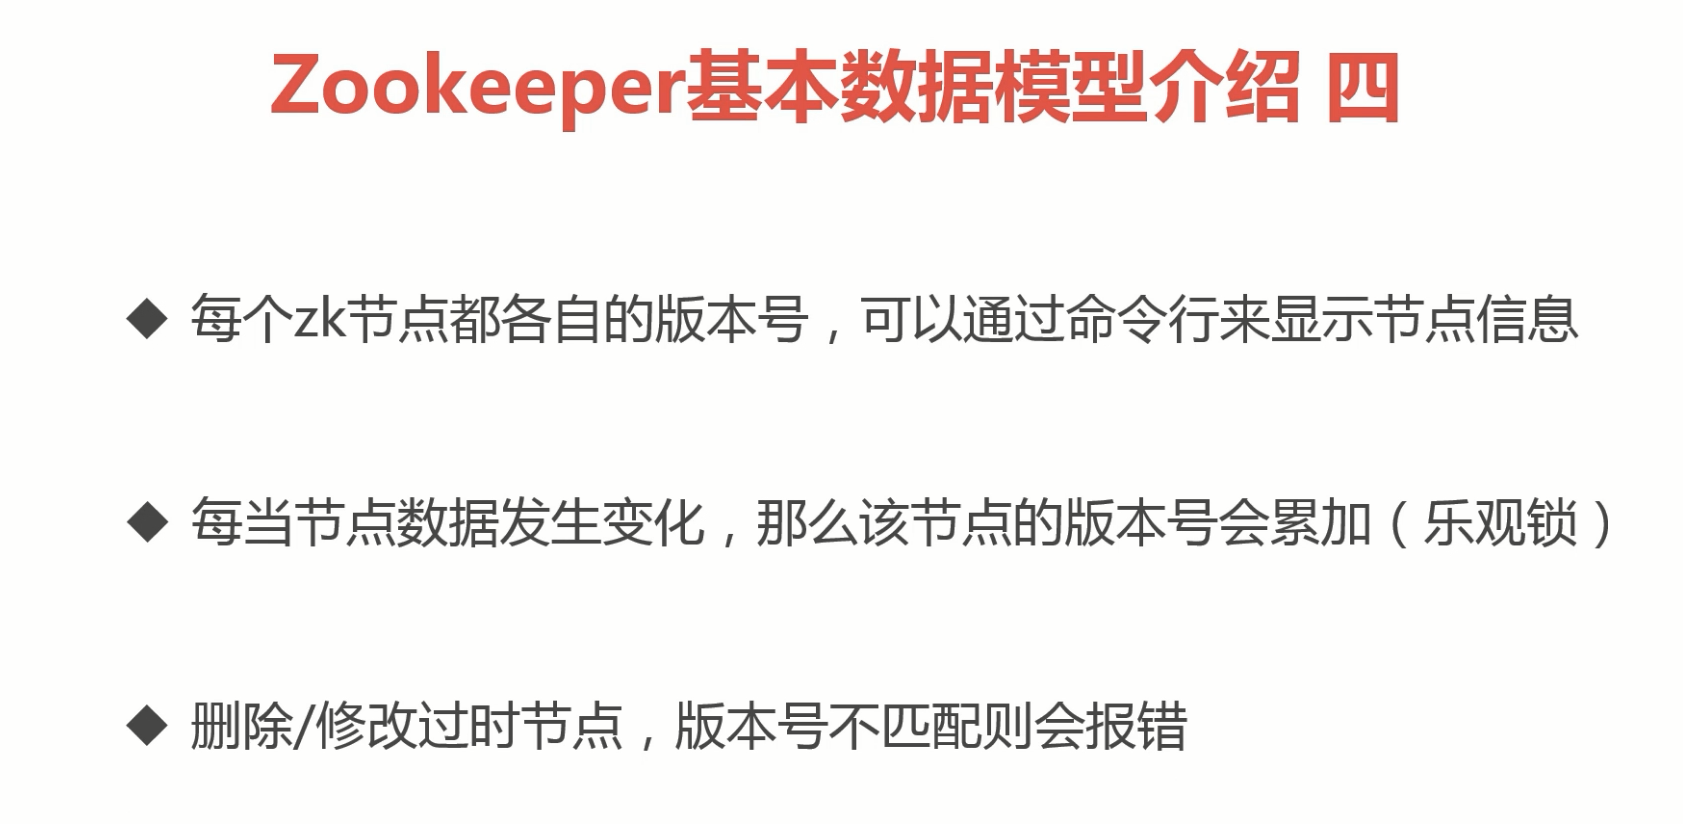 Zookeeper基本数据模型介绍 四
◆ 每个zk节点都各自的版本号，可以通过命令行来显示节点信息
◆ 每当节点数据发生变化，那么该节点的版本号会累加（乐观锁）
◆ 删除/修改过时节点，版本号不匹配则会报错